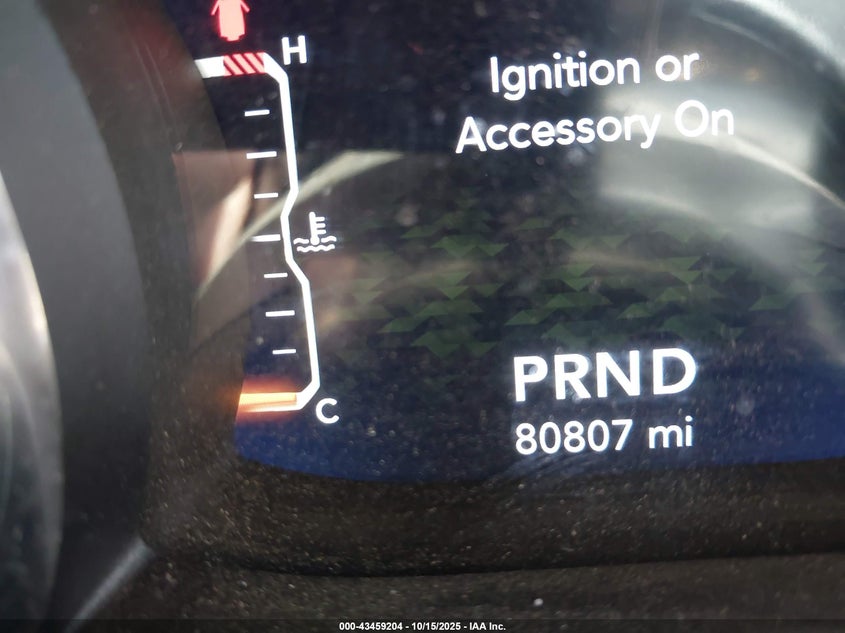 H
Ignition or
Accessory On
C
PRND
80807 mi
000-43459204 - 10/15/2025 - IAA Inc.